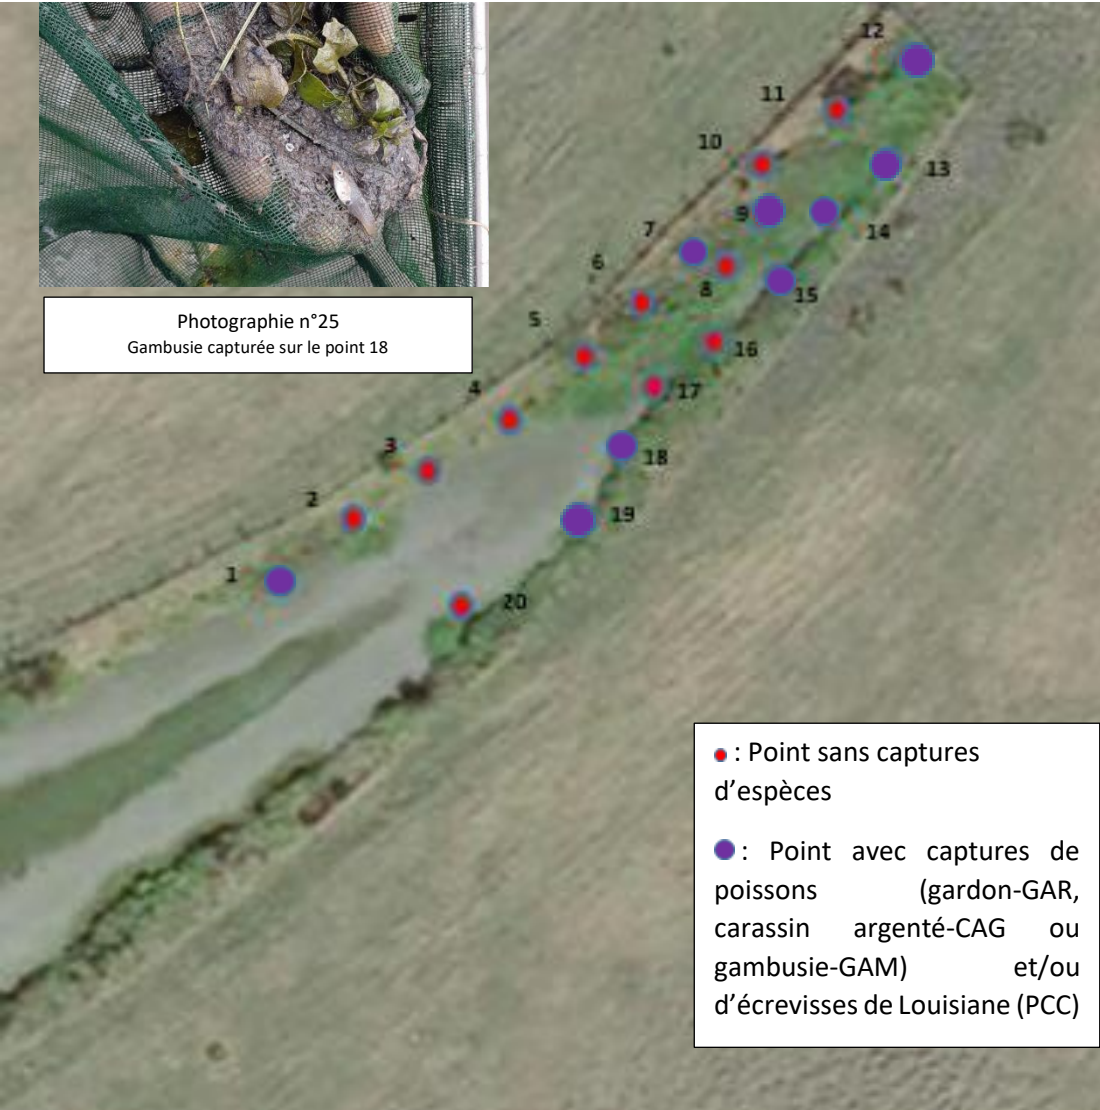 Photographie n°25
Gambusie capturée sur le point 18
12
11
10
13
9
14
7
6
8
15
5
16
4
17
3
18
2
19
1
20
: Point sans captures
d'espèces
: Point avec captures de
poissons (gardon-GAR,
carassin argenté-CAG ou
gambusie-GAM) et/ou
d'écrevisses de Louisiane (PCC)